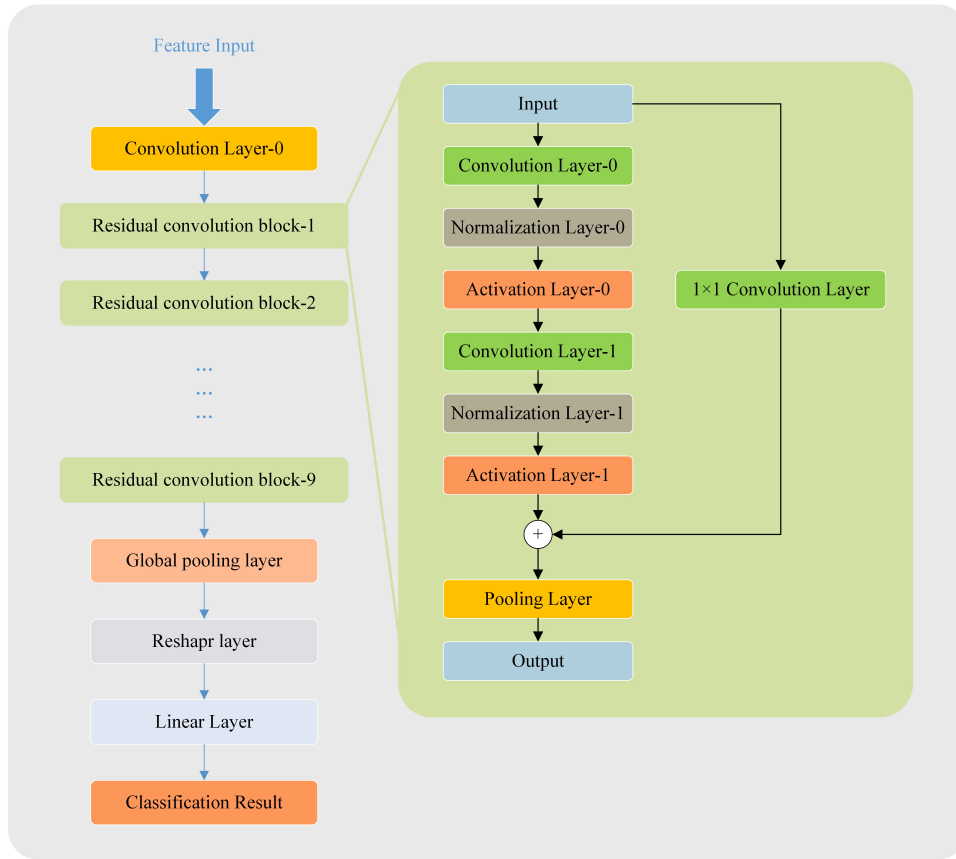 Feature Input
Convolution Layer-0
Residual convolution block-1
Residual convolution block-2
...
...
...
Residual convolution block-9
Global pooling layer
Reshapr layer
Linear Layer
Classification Result
Input
Convolution Layer-0
Normalization Layer-0
Activation Layer-0
1×1 Convolution Layer
Convolution Layer-1
Normalization Layer-1
Activation Layer-1
+
Pooling Layer
Output